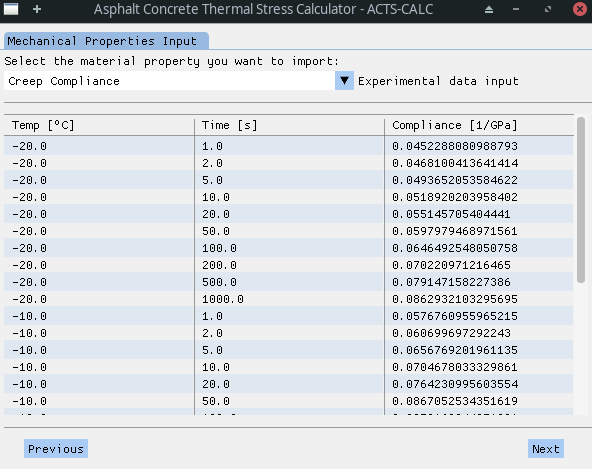 Asphalt Concrete Thermal Stress Calculator - ACTS-CALC
Mechanical Properties Input
Select the material property you want to import:
Creep Compliance Experimental data input
Temp [ºC] Time [s] Compliance [1/GPa]
-20.0 1.0 0.0452288080988793
-20.0 2.0 0.0468100413641414
-20.0 5.0 0.0493652053584622
-20.0 10.0 0.0518920203958402
-20.0 20.0 0.055145705404441
-20.0 50.0 0.0597979468971561
-20.0 100.0 0.0646492548050758
-20.0 200.0 0.070220971216465
-20.0 500.0 0.079147158227386
-20.0 1000.0 0.0862932103295695
-10.0 1.0 0.0576760955965215
-10.0 2.0 0.060699697292243
-10.0 5.0 0.0656769201961135
-10.0 10.0 0.0704678033329861
-10.0 20.0 0.0764230995603554
-10.0 50.0 0.0867052534351619
Previous Next